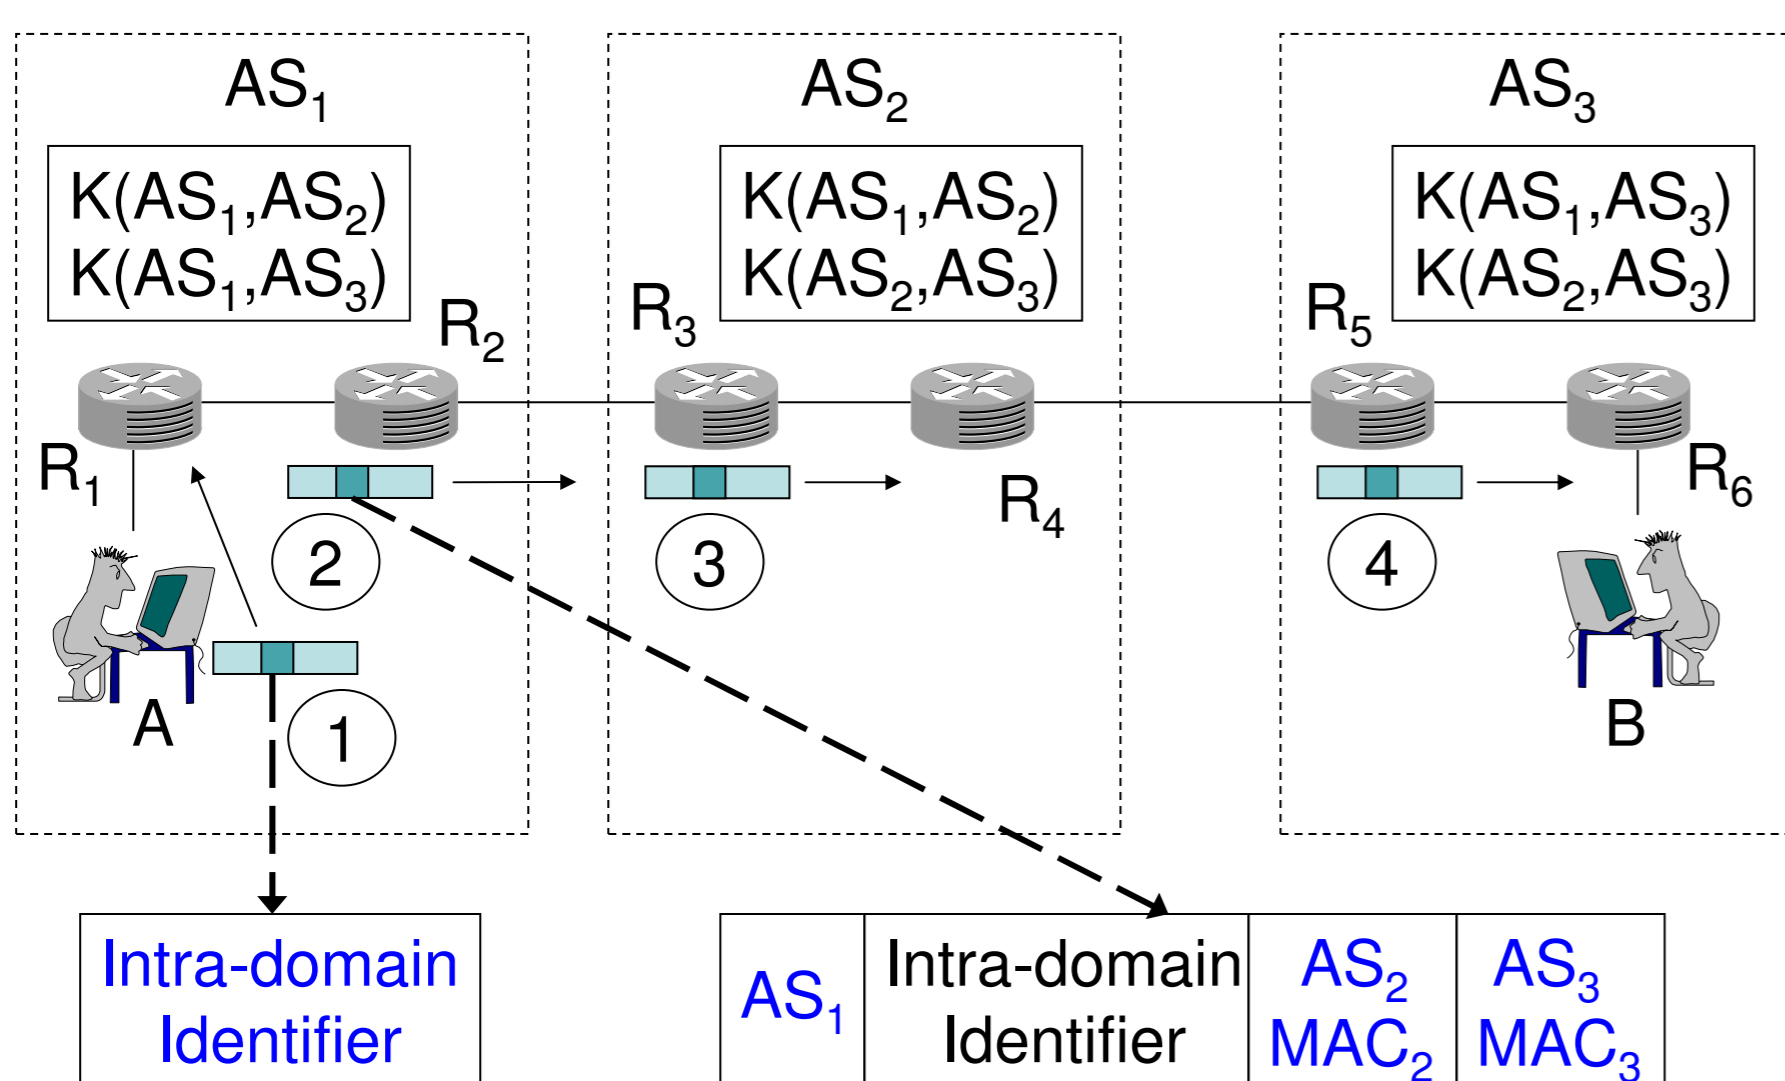 AS₁
AS₂
AS₃
K(AS₁,AS₂)
K(AS₁,AS₃)
K(AS₁,AS₂)
K(AS₂,AS₃)
K(AS₁,AS₃)
K(AS₂,AS₃)
R₂
R₃
R₅
R₁
R₄
R₆
2
3
4
A
1
B
Intra-domain
Identifier
AS₁
Intra-domain
Identifier
AS₂
MAC₂
AS₃
MAC₃